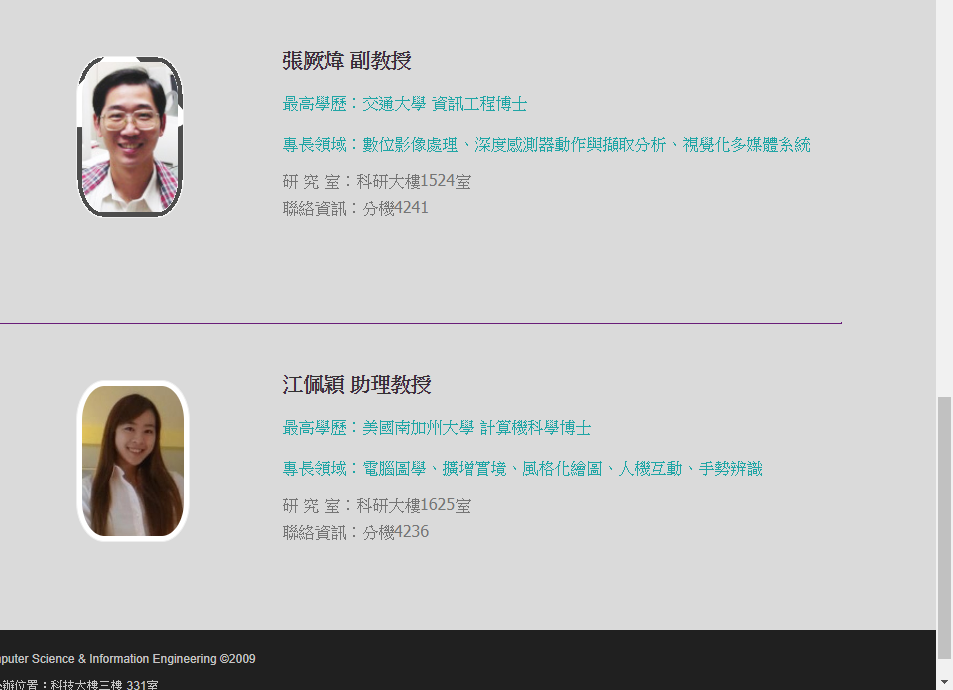 張厥煒 副教授
最高學歷：交通大學 資訊工程博士
專長領域：數位影像處理、深度感測器動作與擷取分析、視覺化多媒體系統
研 究 室：科研大樓1524室
聯絡資訊：分機4241
江佩穎 助理教授
最高學歷：美國南加州大學 計算機科學博士
專長領域：電腦圖學、擴增實境、風格化繪圖、人機互動、手勢辨識
研 究 室：科研大樓1625室
聯絡資訊：分機4236
puter Science & Information Engineering ©2009
辦位置：科技大樓三樓 331室